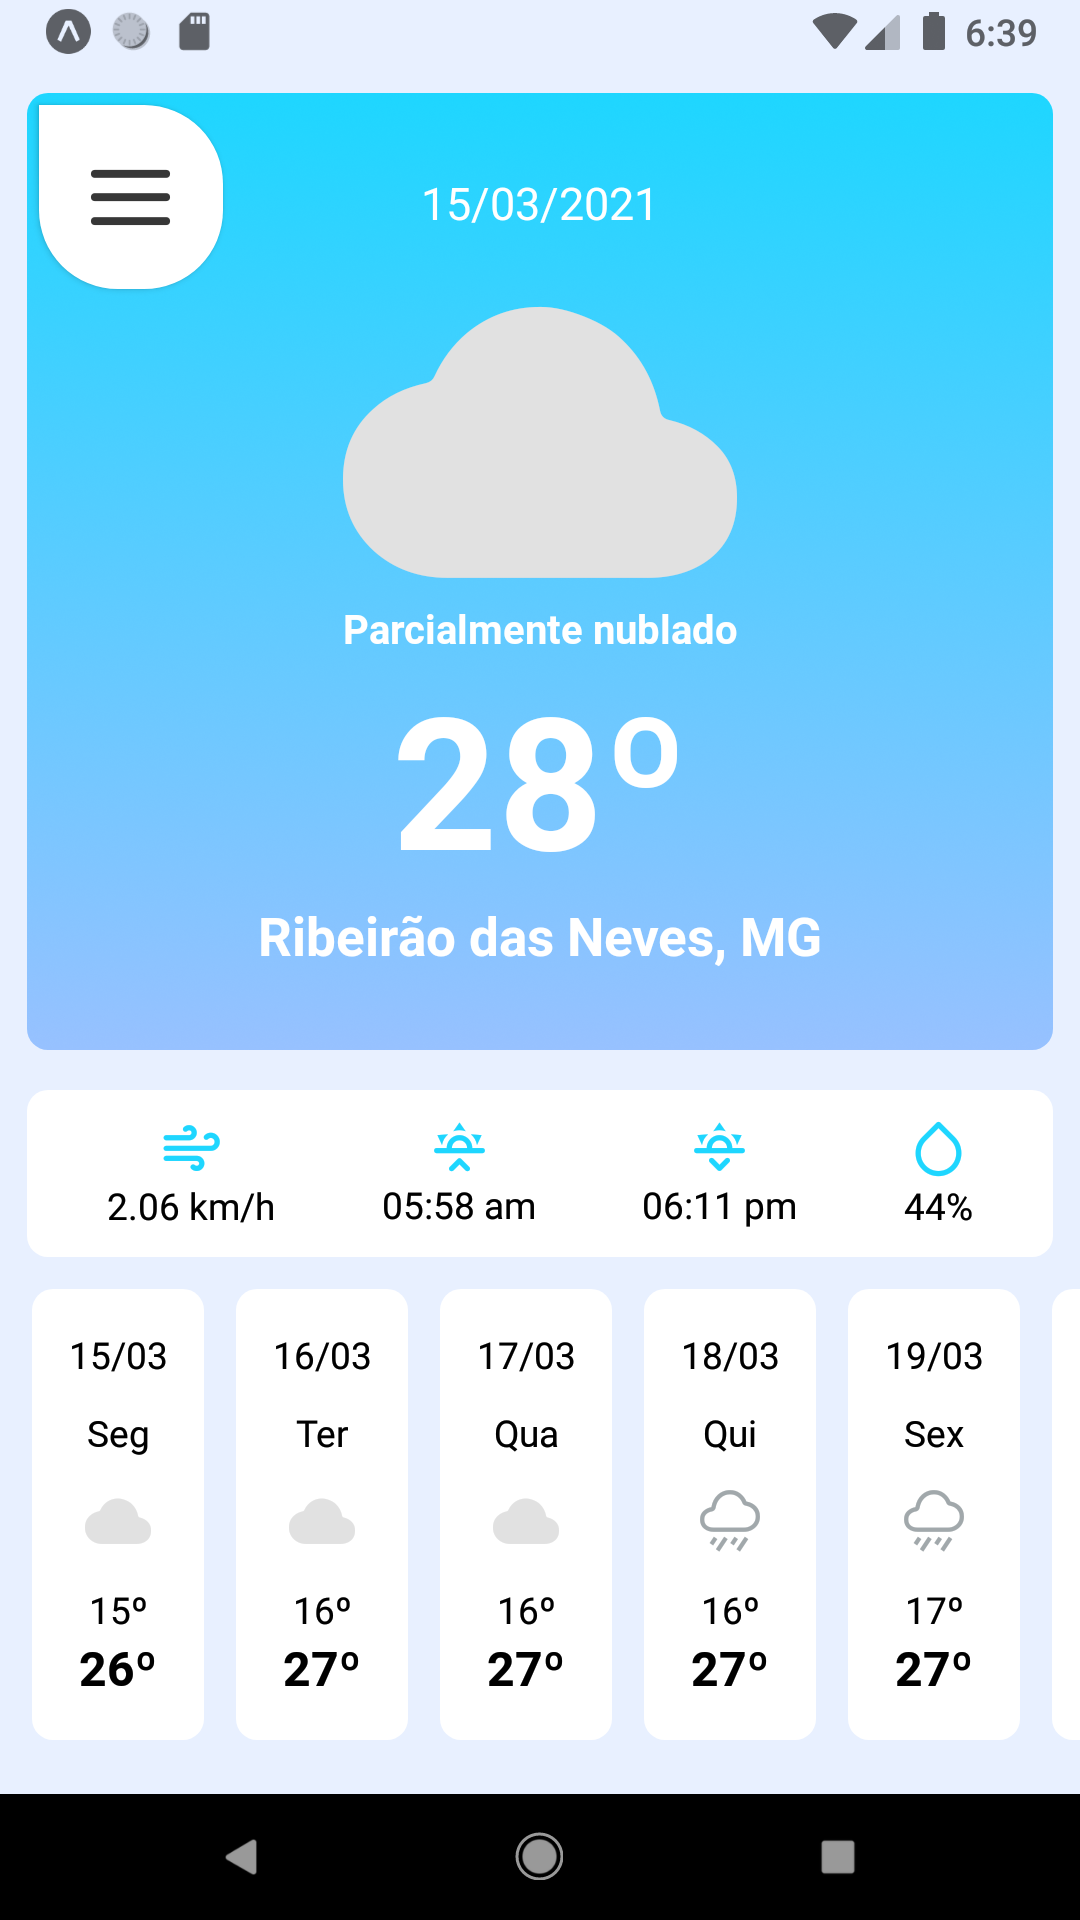 6:39
15/03/2021
Parcialmente nublado
28º
Ribeirão das Neves, MG
2.06 km/h 05:58 am 06:11 pm 44%
15/03 16/03 17/03 18/03 19/03
Seg Ter Qua Qui Sex
15º 16º 16º 16º 17º
26º 27º 27º 27º 27º